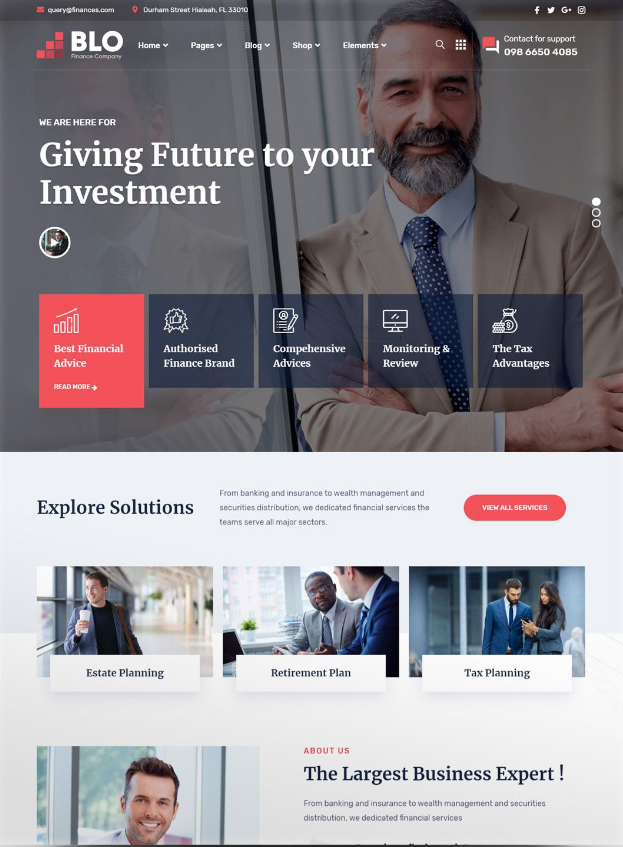 query@finances.com Durham Street Hialeah, FL 33010
BLO
Finance Company
Home Pages Blog Shop Elements
Contact for support
098 6650 4085
WE ARE HERE FOR
Giving Future to your
Investment
Best Financial
Advice
READ MORE
Authorised
Finance Brand
Compehensive
Advices
Monitoring &
Review
The Tax
Advantages
Explore Solutions
From banking and insurance to wealth management and
securities distribution, we dedicated financial services the
teams serve all major sectors.
VIEW ALL SERVICES
Estate Planning
Retirement Plan
Tax Planning
ABOUT US
The Largest Business Expert !
From banking and insurance to wealth management and securities
distribution, we dedicated financial services